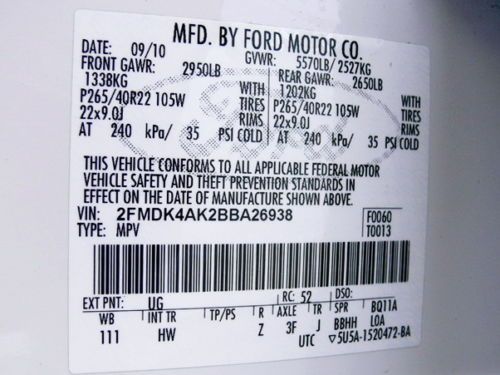 MFD. BY FORD MOTOR CO.
DATE: 09/10 GVWR: 5570LB/ 2527KG
FRONT GAWR: 2950LB REAR GAWR: 2650LB
1338KG WITH 1202KG WITH
P265/40R22 105W TIRES P265/40R22 105W TIRES
22x9.0J RIMS 22x9.0J RIMS
AT 240 kPa/ 35 PSI COLD AT 240 kPa/ 35 PSI COLD
THIS VEHICLE CONFORMS TO ALL APPLICABLE FEDERAL MOTOR
VEHICLE SAFETY AND THEFT PREVENTION STANDARDS IN
EFFECT ON THE DATE OF MANUFACTURE SHOWN ABOVE.
VIN: 2FMDK4AK2BBA26938 F0060
TYPE: MPV T0013
EXT PNT: UG RC: 52 DSO:
WB INT TR TP/PS R AXLE TR SPR BQ11A
111 HW Z 3F J BBHH LOA
UTC ▽5U5A-1520472-BA